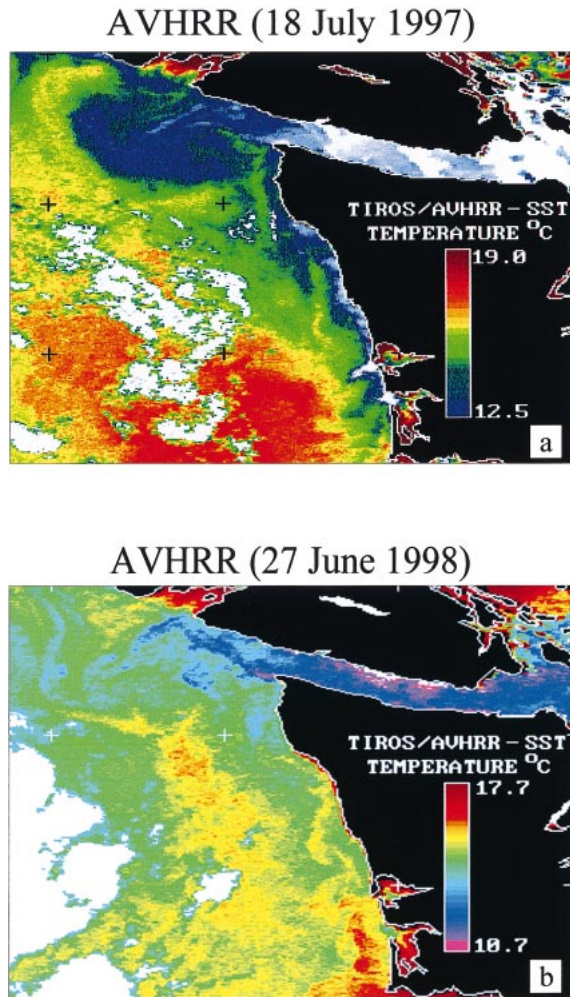 AVHRR (18 July 1997)
TIROS/AVHRR-SST
TEMPERATURE °C
19.0
12.5
a
AVHRR (27 June 1998)
TIROS/AVHRR-SST
TEMPERATURE °C
17.7
10.7
b